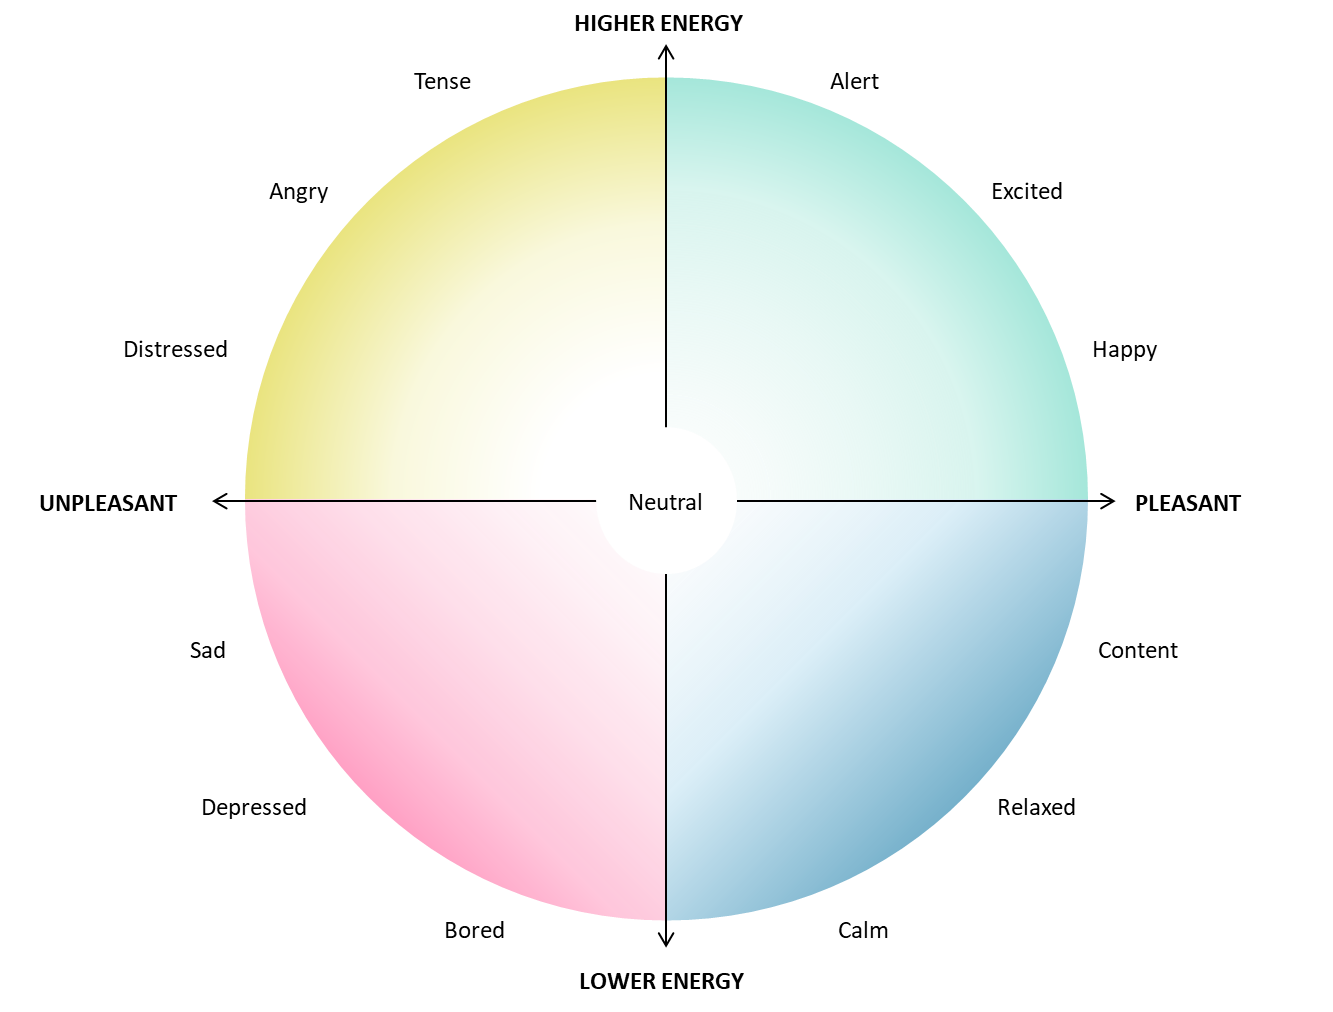 HIGHER ENERGY
Tense
Alert
Angry
Excited
Distressed
Happy
UNPLEASANT
Neutral
PLEASANT
Sad
Content
Depressed
Relaxed
Bored
Calm
LOWER ENERGY